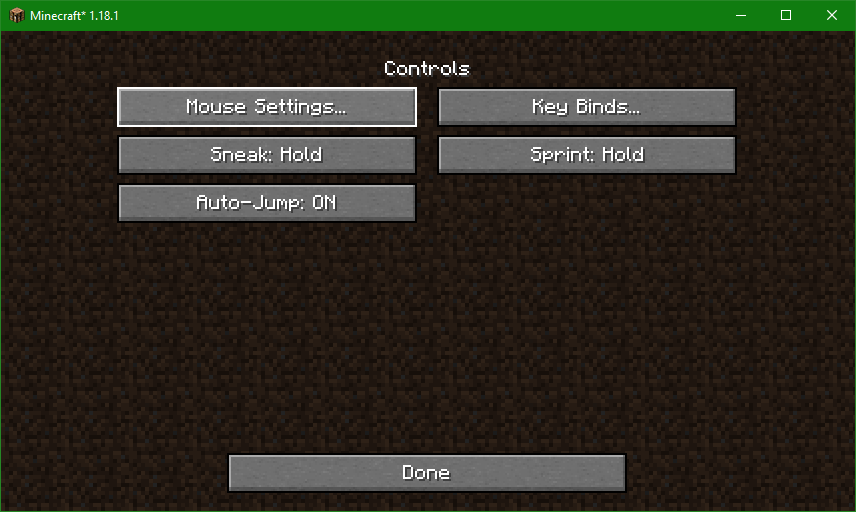 Minecraft* 1.18.1
Controls
Mouse Settings...
Key Binds...
Sneak: Hold
Sprint: Hold
Auto-Jump: ON
Done